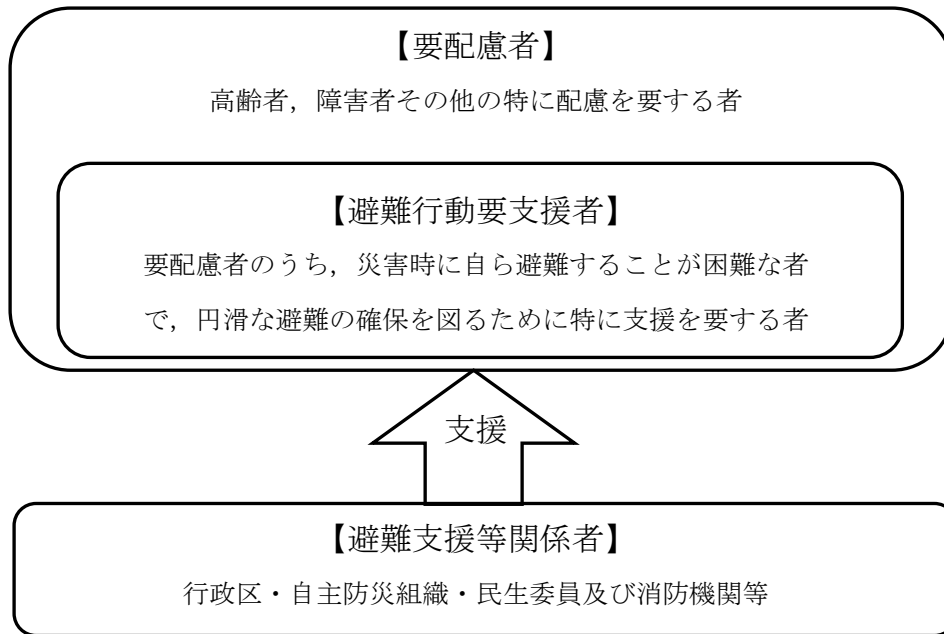 【要配慮者】
高齢者，障害者その他の特に配慮を要する者
【避難行動要支援者】
要配慮者のうち，災害時に自ら避難することが困難な者
で，円滑な避難の確保を図るために特に支援を要する者
支援
【避難支援等関係者】
行政区・自主防災組織・民生委員及び消防機関等